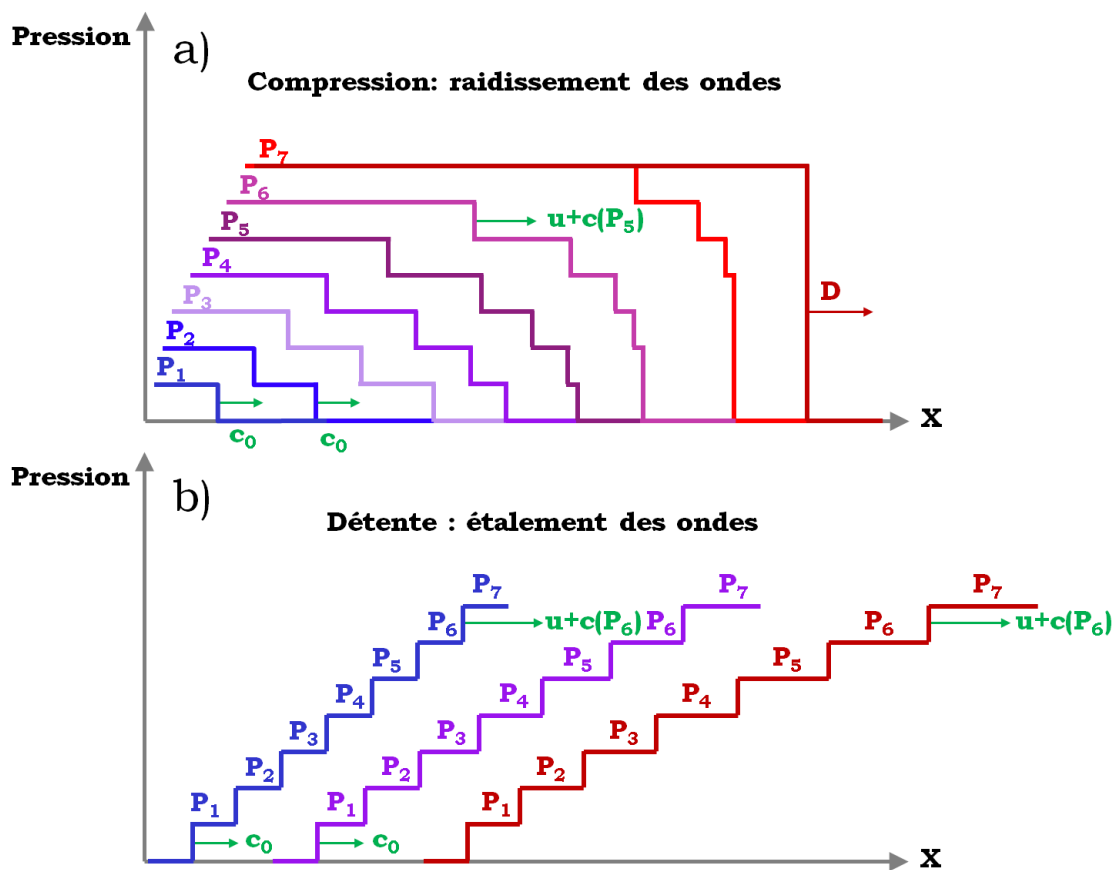 Pression
a)
Compression: raidissement des ondes
P₇
P₆
u+c(P₅)
P₅
P₄
P₃
D
P₂
P₁
c₀ c₀
X
Pression
b)
Détente : étalement des ondes
P₇ P₇ P₇
P₆ u+c(P₆) P₆ P₆ u+c(P₆)
P₅ P₅ P₅
P₄ P₄ P₄
P₃ P₃ P₃
P₂ P₂ P₂
P₁ P₁ P₁
c₀ c₀
X